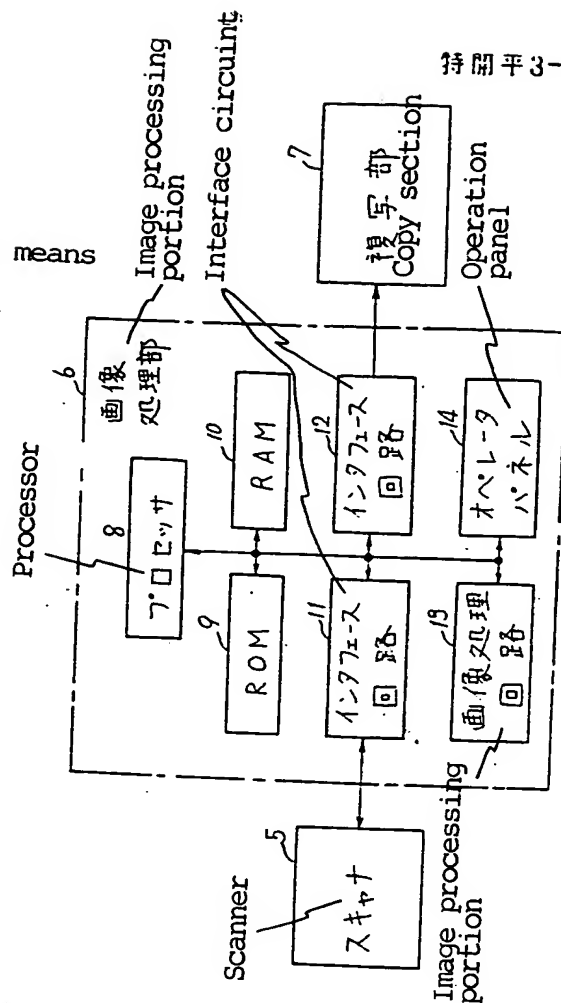 特開平3-
means
Image processing
portion
Interface circuint
Processor
6
画像
処理部
8
プロセッサ
9
ROM
10
RAM
7
複写部
Copy section
Scanner
5
スキャナ
11
インタフェース
回路
12
インタフェース
回路
Operation
panel
19
画像処理
回路
14
オペレータ
パネル
Image processing
portion